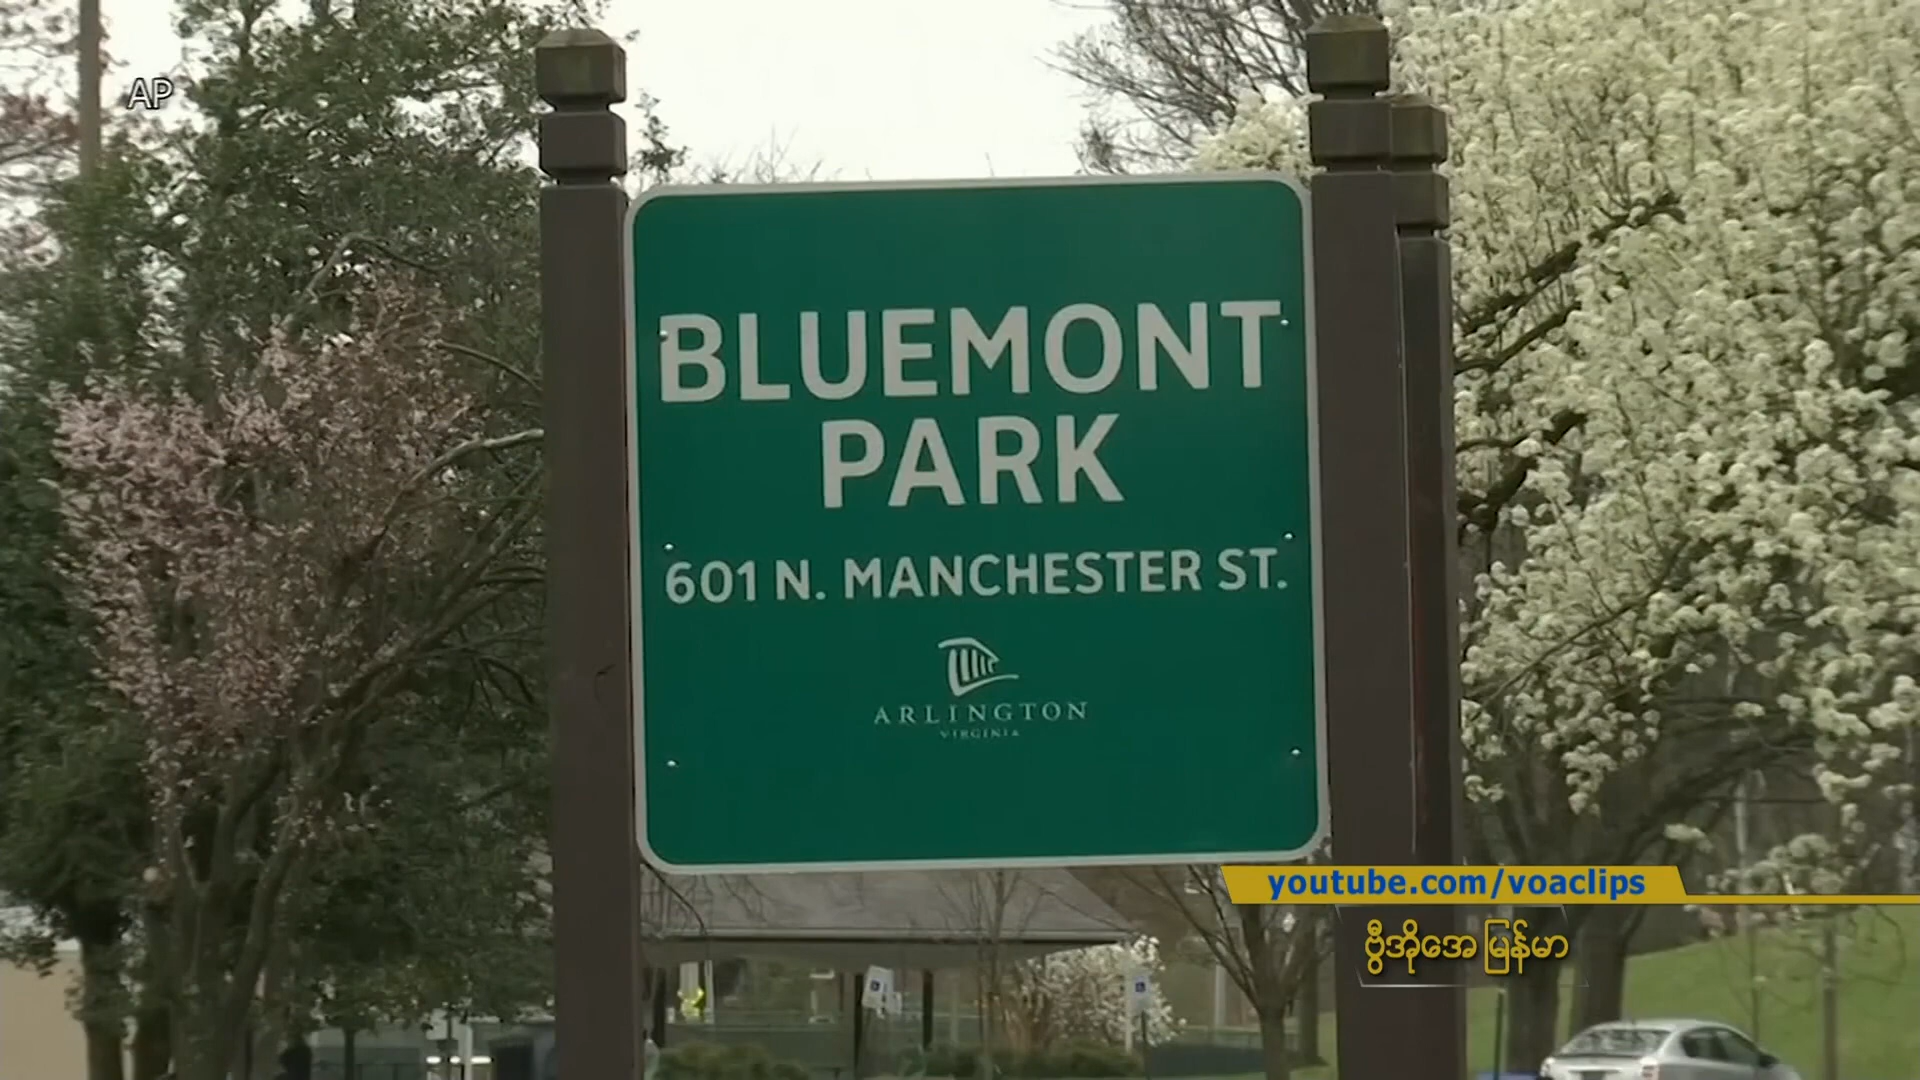 AP
BLUEMONT
PARK
601 N. MANCHESTER ST.
ARLINGTON
VIRGINIA
youtube.com/voaclips
ဗွီအိုအေ မြန်မာ